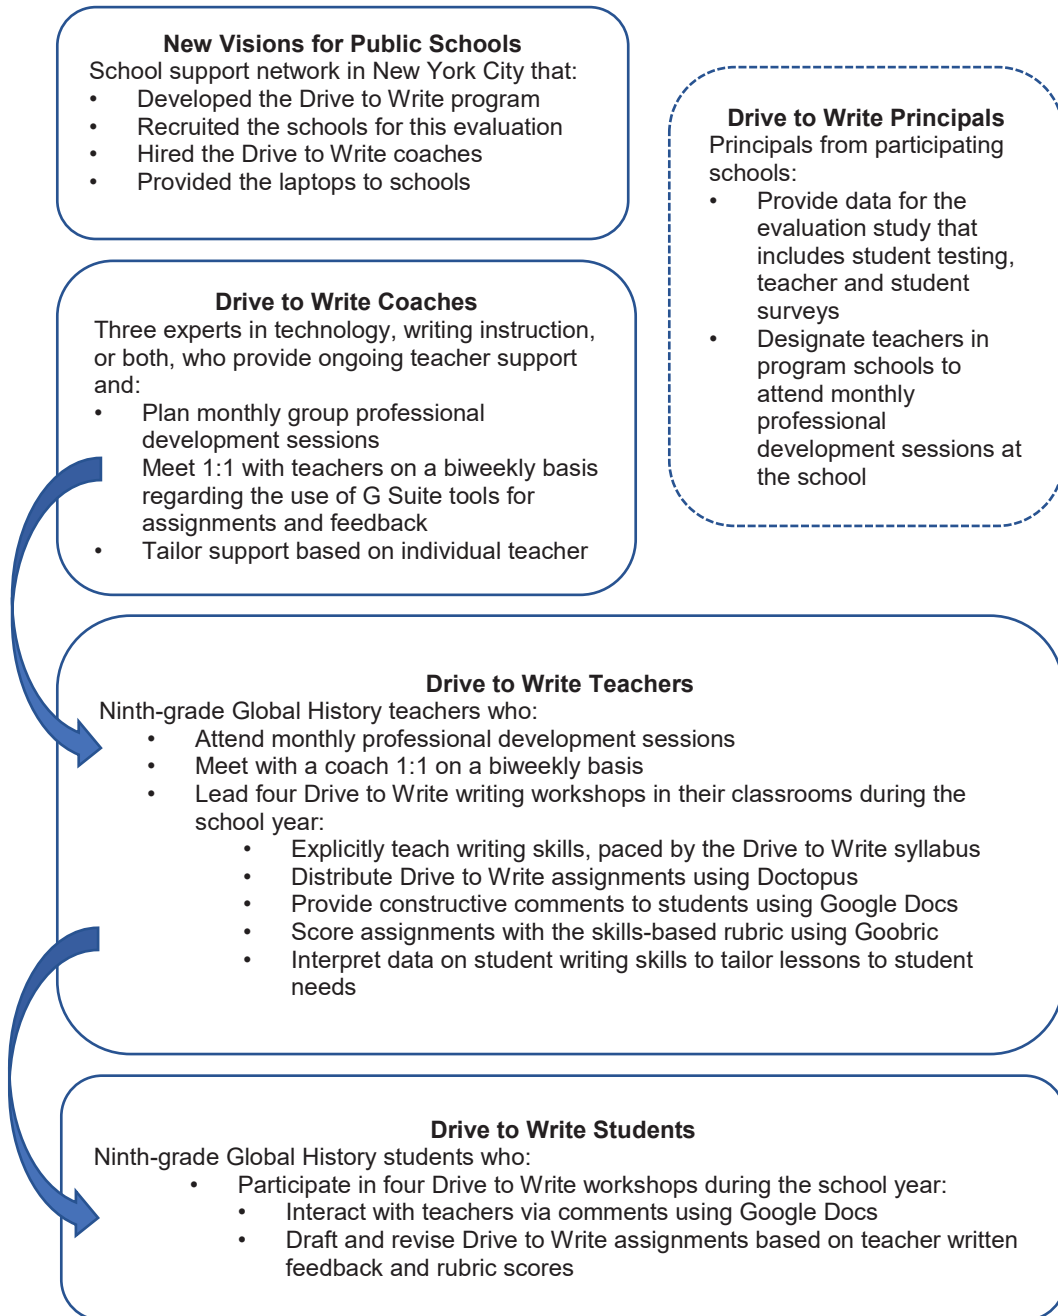 New Visions for Public Schools
School support network in New York City that:
• Developed the Drive to Write program
• Recruited the schools for this evaluation
• Hired the Drive to Write coaches
• Provided the laptops to schools
Drive to Write Principals
Principals from participating
schools:
• Provide data for the
evaluation study that
includes student testing,
teacher and student
surveys
• Designate teachers in
program schools to
attend monthly
professional
development sessions at
the school
Drive to Write Coaches
Three experts in technology, writing instruction,
or both, who provide ongoing teacher support
and:
• Plan monthly group professional
development sessions
Meet 1:1 with teachers on a biweekly basis
regarding the use of G Suite tools for
assignments and feedback
• Tailor support based on individual teacher
Drive to Write Teachers
Ninth-grade Global History teachers who:
• Attend monthly professional development sessions
• Meet with a coach 1:1 on a biweekly basis
• Lead four Drive to Write writing workshops in their classrooms during the
school year:
• Explicitly teach writing skills, paced by the Drive to Write syllabus
• Distribute Drive to Write assignments using Doctopus
• Provide constructive comments to students using Google Docs
• Score assignments with the skills-based rubric using Goobric
• Interpret data on student writing skills to tailor lessons to student
needs
Drive to Write Students
Ninth-grade Global History students who:
• Participate in four Drive to Write workshops during the school year:
• Interact with teachers via comments using Google Docs
• Draft and revise Drive to Write assignments based on teacher written
feedback and rubric scores